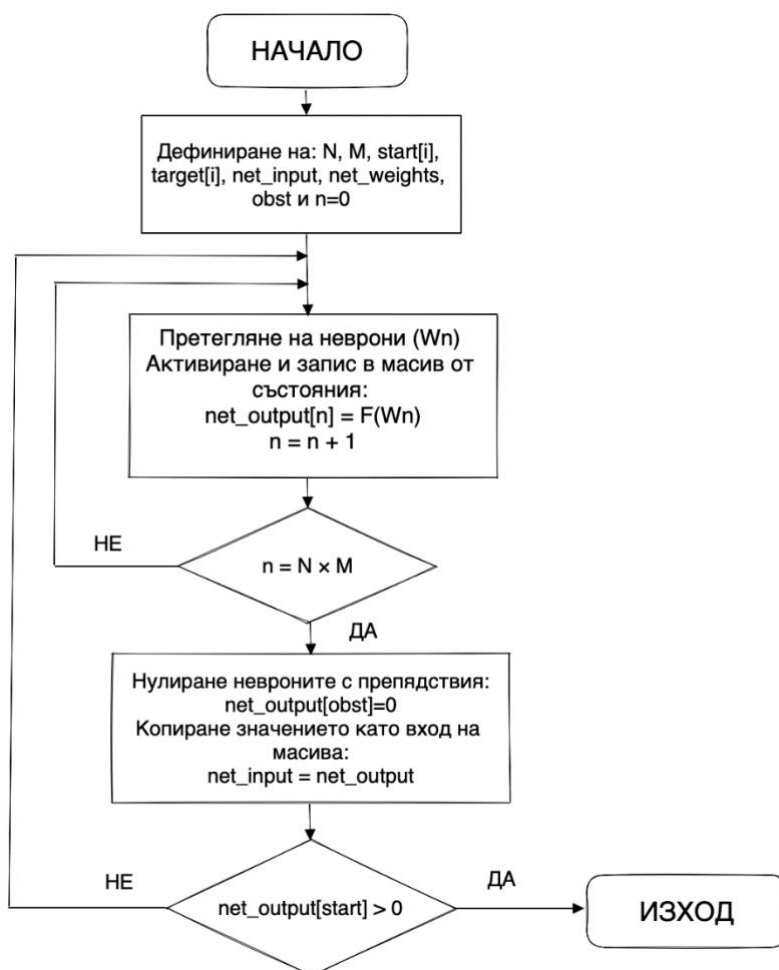 НАЧАЛО
Дефиниране на: N, M, start[i],
target[i], net_input, net_weights,
obst и n=0
Претегляне на неврони (Wn)
Активиране и запис в масив от
състояния:
net_output[n] = F(Wn)
n = n + 1
НЕ
n = N × M
ДА
Нулиране невроните с препядствия:
net_output[obst]=0
Копиране значението като вход на
масива:
net_input = net_output
НЕ
net_output[start] > 0
ДА
ИЗХОД